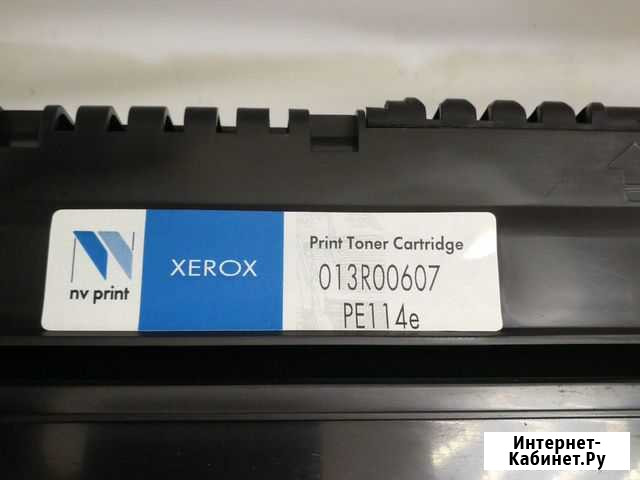 nv print
XEROX
Print Toner Cartridge
013R00607
PE114e
Интернет-
Кабинет.Ру